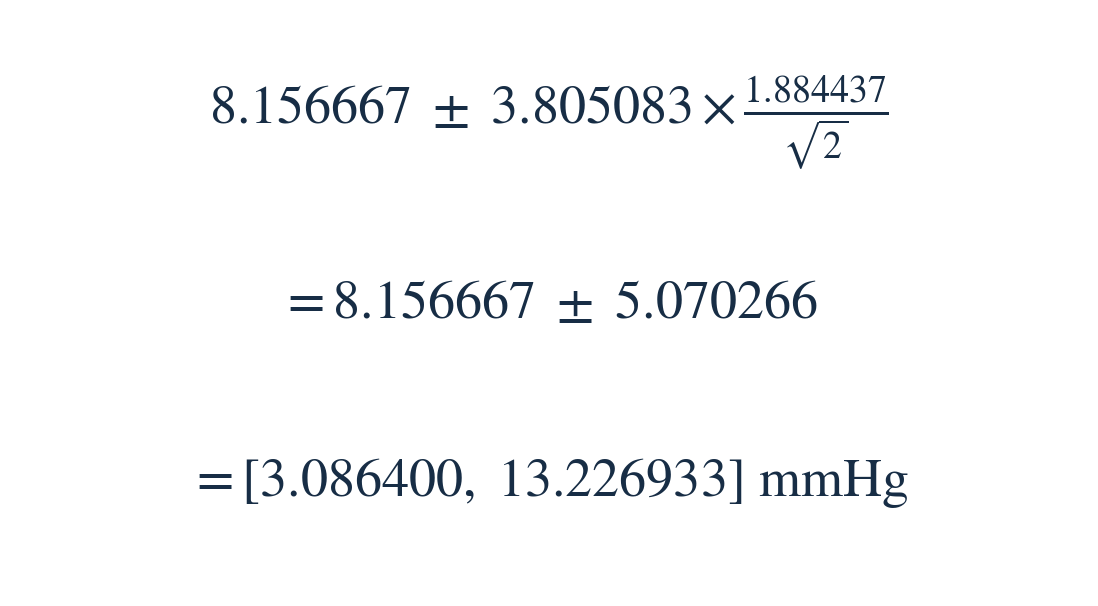 8.156667 ± 3.805083 × 1.884437/√2
= 8.156667 ± 5.070266
= [3.086400, 13.226933] mmHg